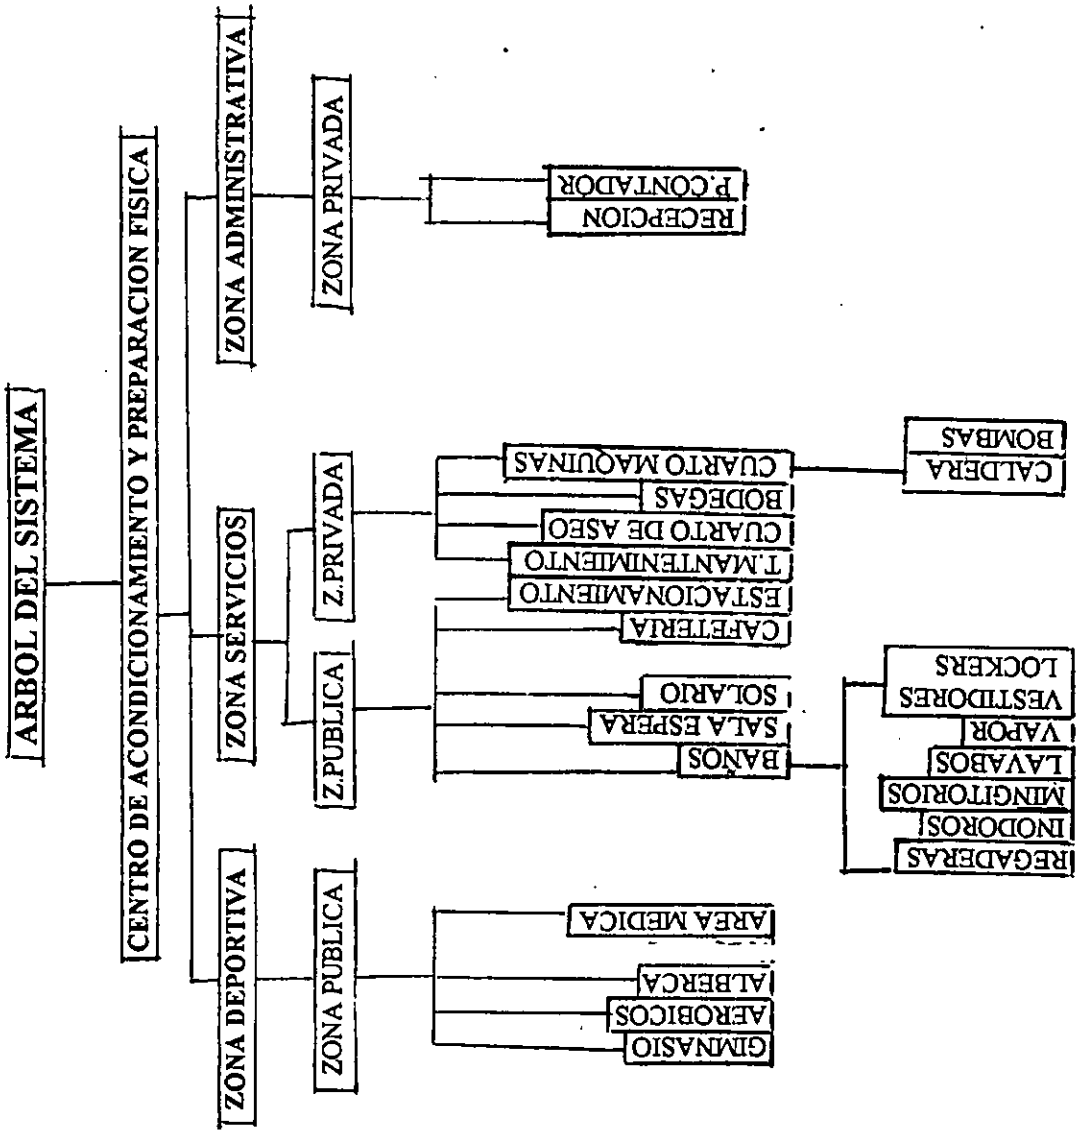 ARBOL DEL SISTEMA
CENTRO DE ACONDICIONAMIENTO Y PREPARACION FISICA
ZONA DEPORTIVA
ZONA SERVICIOS
ZONA ADMINISTRATIVA
ZONA PUBLICA
Z.PUBLICA
Z.PRIVADA
ZONA PRIVADA
GIMNASIO
AEROBICOS
ALBERCA
AREA MEDICA
BAÑOS
SALA ESPERA
SOLARIO
CAFETERIA
ESTACIONAMIENTO
T.MANTENIMIENTO
CUARTO DE ASEO
BODEGAS
CUARTO MAQUINAS
RECEPCION
P.CONTADOR
REGADERAS
INODOROS
MINGITORIOS
LAVABOS
VAPOR
VESTIDORES
LOCKERS
CALDERA
BOMBAS